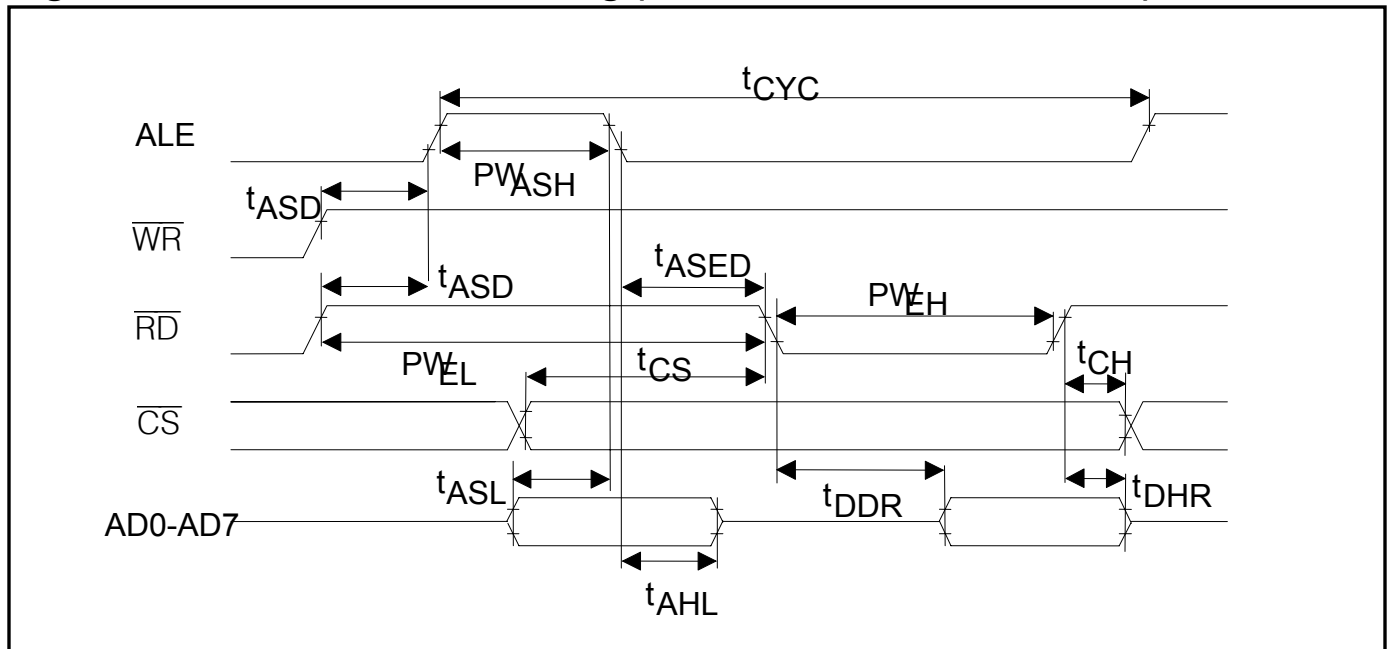 tCYC
ALE
PWASH
tASD
WR
tASED
tASD
PWEH
RD
PWEL
tCS
tCH
CS
tASL
tDDR
tDHR
AD0-AD7
tAHL